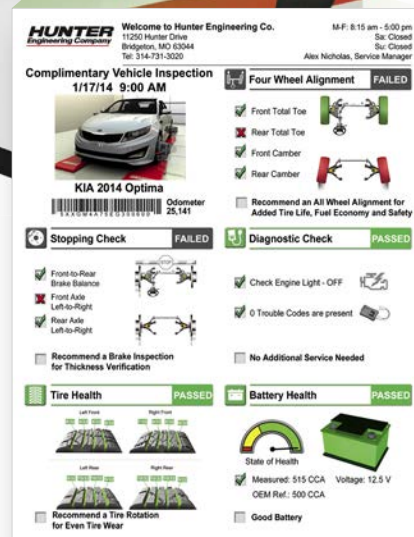 HUNTER
Engineering Company
Welcome to Hunter Engineering Co.
11250 Hunter Drive
Bridgeton, MO 63044
Tel: 314-731-3020
M-F: 8:15 am - 5:00 pm
Sa: Closed
Su: Closed
Alex Nicholas, Service Manager
Complimentary Vehicle Inspection
1/17/14 9:00 AM
KIA 2014 Optima
Odometer
25,141
Four Wheel Alignment FAILED
Front Total Toe
Rear Total Toe
Front Camber
Rear Camber
Recommend an All Wheel Alignment for
Added Tire Life, Fuel Economy and Safety
Stopping Check FAILED
Front-to-Rear
Brake Balance
Front Axle
Left-to-Right
Rear Axle
Left-to-Right
Recommend a Brake Inspection
for Thickness Verification
Diagnostic Check PASSED
Check Engine Light - OFF
0 Trouble Codes are present
No Additional Service Needed
Tire Health PASSED
Left Front Right Front
Left Rear Right Rear
Recommend a Tire Rotation
for Even Tire Wear
Battery Health PASSED
State of Health
Measured: 515 CCA Voltage: 12.5 V
OEM Ref.: 500 CCA
Good Battery